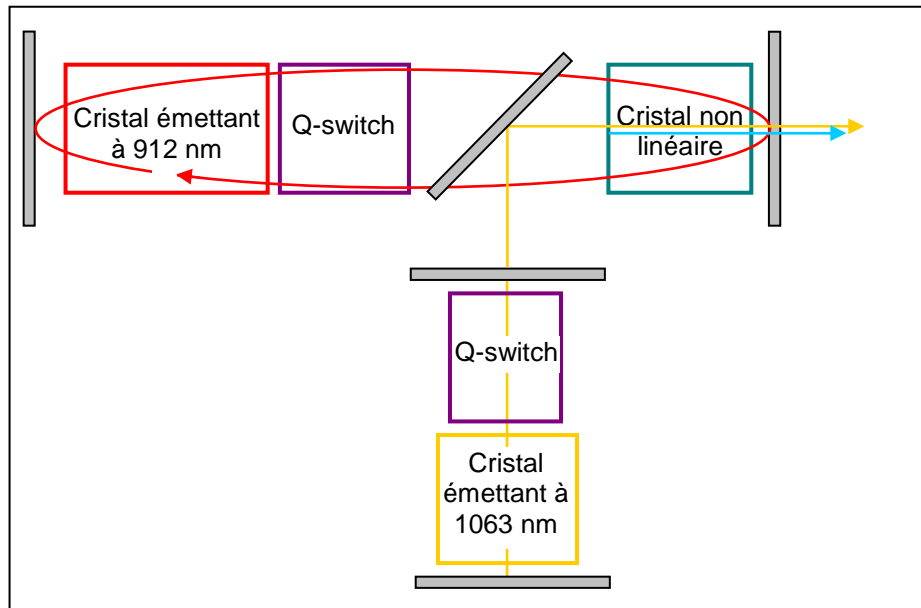 Cristal émettant
à 912 nm
Q-switch
Cristal non
linéaire
Q-switch
Cristal
émettant à
1063 nm